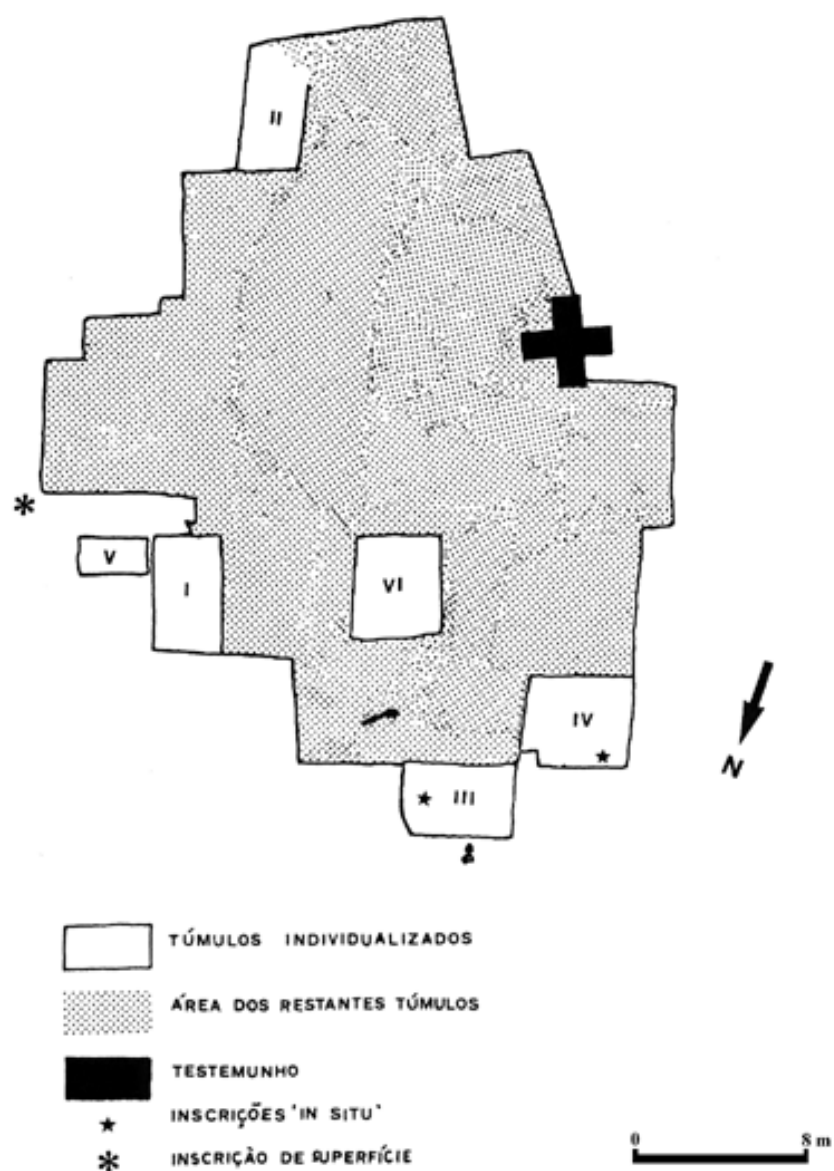 II
V
I
VI
IV
III
N
TÚMULOS INDIVIDUALIZADOS
ÁREA DOS RESTANTES TÚMULOS
TESTEMUNHO
INSCRIÇÕES 'IN SITU'
INSCRIÇÃO DE SUPERFÍCIE
0 8 m